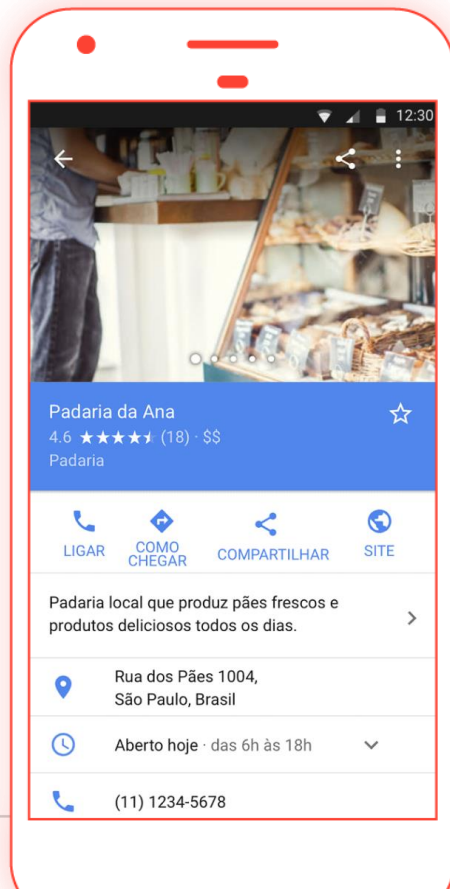 12:30
Padaria da Ana
4.6 ★★★★★ (18) · $$
Padaria
LIGAR
COMO
CHEGAR
COMPARTILHAR
SITE
Padaria local que produz pães frescos e
produtos deliciosos todos os dias.
Rua dos Pães 1004,
São Paulo, Brasil
Aberto hoje · das 6h às 18h
(11) 1234-5678